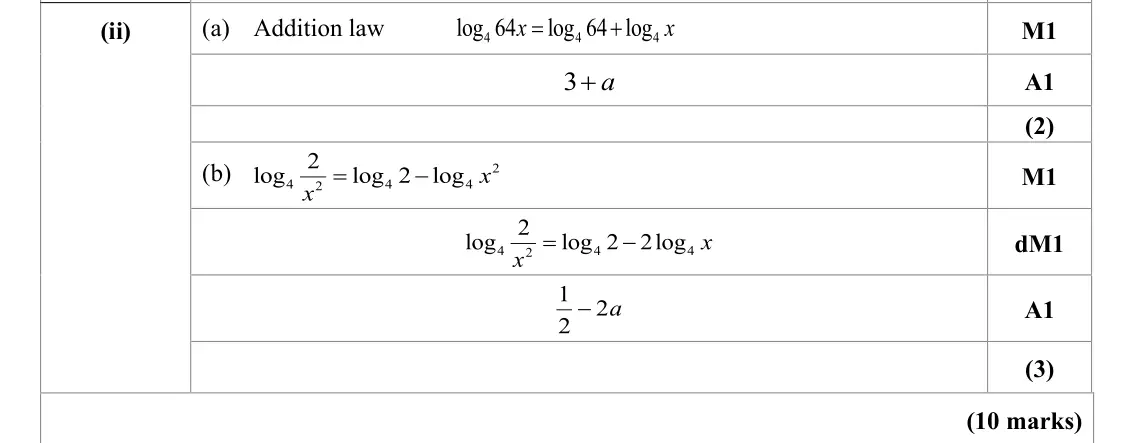 (ii) (a) Addition law log₄ 64x = log₄ 64 + log₄ x M1
3 + a A1
(2)
(b) log₄ 2/x² = log₄ 2 − log₄ x² M1
log₄ 2/x² = log₄ 2 − 2 log₄ x dM1
1/2 − 2a A1
(3)
(10 marks)